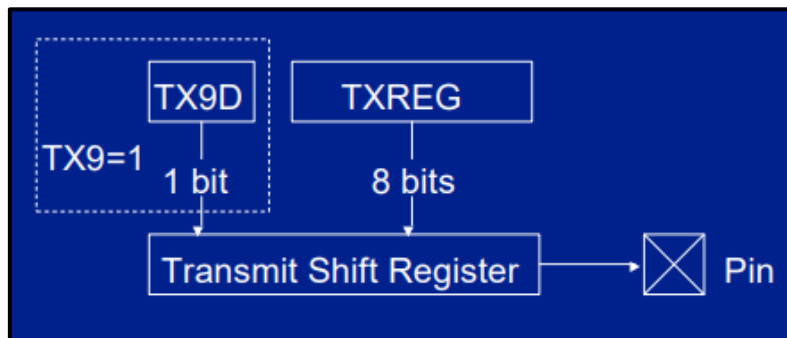 TX9D
TXREG
TX9=1
1 bit
8 bits
Transmit Shift Register
Pin